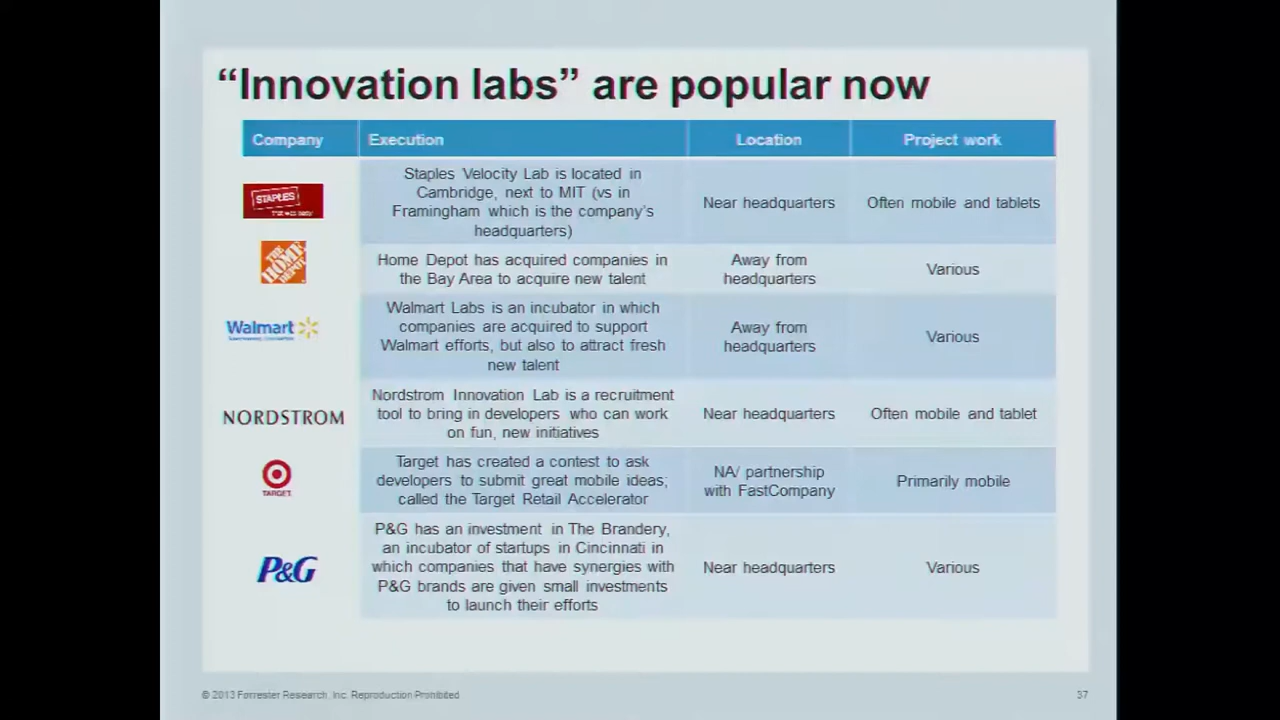 “Innovation labs” are popular now
Company Execution Location Project work
STAPLES
Staples Velocity Lab is located in
Cambridge, next to MIT (vs in
Framingham which is the company’s
headquarters)
Near headquarters
Often mobile and tablets
THE
HOME
DEPOT
Home Depot has acquired companies in
the Bay Area to acquire new talent
Away from
headquarters
Various
Walmart
Walmart Labs is an incubator in which
companies are acquired to support
Walmart efforts, but also to attract fresh
new talent
Away from
headquarters
Various
NORDSTROM
Nordstrom Innovation Lab is a recruitment
tool to bring in developers who can work
on fun, new initiatives
Near headquarters
Often mobile and tablet
TARGET
Target has created a contest to ask
developers to submit great mobile ideas;
called the Target Retail Accelerator
NA/ partnership
with FastCompany
Primarily mobile
P&G
P&G has an investment in The Brandery,
an incubator of startups in Cincinnati in
which companies that have synergies with
P&G brands are given small investments
to launch their efforts
Near headquarters
Various
© 2013 Forrester Research, Inc. Reproduction Prohibited
37